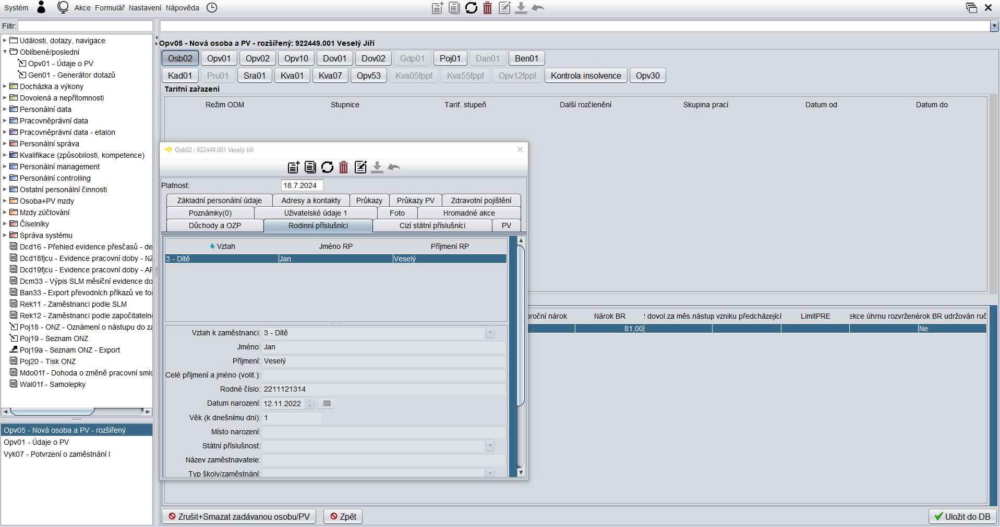 Systém Akce Formulář Nastavení Nápověda
Filtr:
Události, dotazy, navigace
Oblíbené/poslední
Opv01 - Údaje o PV
Gen01 - Generátor dotazů
Docházka a výkony
Dovolená a nepřítomnosti
Personální data
Pracovněprávní data
Pracovněprávní data - etalon
Personální správa
Kvalifikace (způsobilosti, kompetence)
Personální management
Personální controlling
Ostatní personální činnosti
Osoba+PV mzdy
Mzdy zúčtování
Číselníky
Správa systému
Dcd16 - Přehled evidence přesčasů - de
Dcd18fjcu - Evidence pracovní doby - NZ
Dcd19fjcu - Evidence pracovní doby - AF
Dcm33 - Výpis SLM měsíční evidence do
Ban33 - Export převodních příkazů ve for
Rek11 - Zaměstnanci podle SLM
Rek12 - Zaměstnanci podle započitatelno
Poj18 - ONZ - Oznámení o nástupu do za
Poj19 - Seznam ONZ
Poj19a - Seznam ONZ - Export
Poj20 - Tisk ONZ
Mdo01f - Dohoda o změně pracovní smlo
Wal01f - Samolepky
Opv05 - Nová osoba a PV - rozšířený
Opv01 - Údaje o PV
Vyk07 - Potvrzení o zaměstnání I
Opv05 - Nová osoba a PV - rozšířený: 922449.001 Veselý Jiří
Osb02 Opv01 Opv02 Opv10 Dov01 Dov02 Gdp01 Poj01 Dan01 Ben01
Kad01 Pru01 Sra01 Kva01 Kva07 Opv53 Kva05fppf Kva55fppf Opv12fppf Kontrola insolvence Opv30
Tarifní zařazení
Režim ODM Stupnice Tarif. stupeň Další rozčlenění Skupina prací Datum od Datum do
Osb02 : 922449.001 Veselý Jiří
Platnost: 18.7.2024
Základní personální údaje Adresy a kontakty Průkazy Průkazy PV Zdravotní pojištění
Poznámky(0) Uživatelské údaje 1 Foto Hromadné akce
Důchody a OZP Rodinní příslušníci Cizí státní příslušníci PV
Vztah Jméno RP Příjmení RP
3 - Dítě Jan Veselý
Vztah k zaměstnanci: 3 - Dítě
Jméno: Jan
Příjmení: Veselý
Celé příjmení a jméno (volit.):
Rodné číslo: 2211121314
Datum narození: 12.11.2022
Věk (k dnešnímu dni): 1
Místo narození:
Státní příslušnost:
Název zaměstnavatele:
Typ školy/zaměstnání:
oroční nárok Nárok BR dovol.za měs.nástup vzniku předcházející LimitPRE ekce úhrnu rozvržené rok BR udržován ruč
81,00 Ne
Zrušit+Smazat zadávanou osobu/PV Zpět Uložit do DB